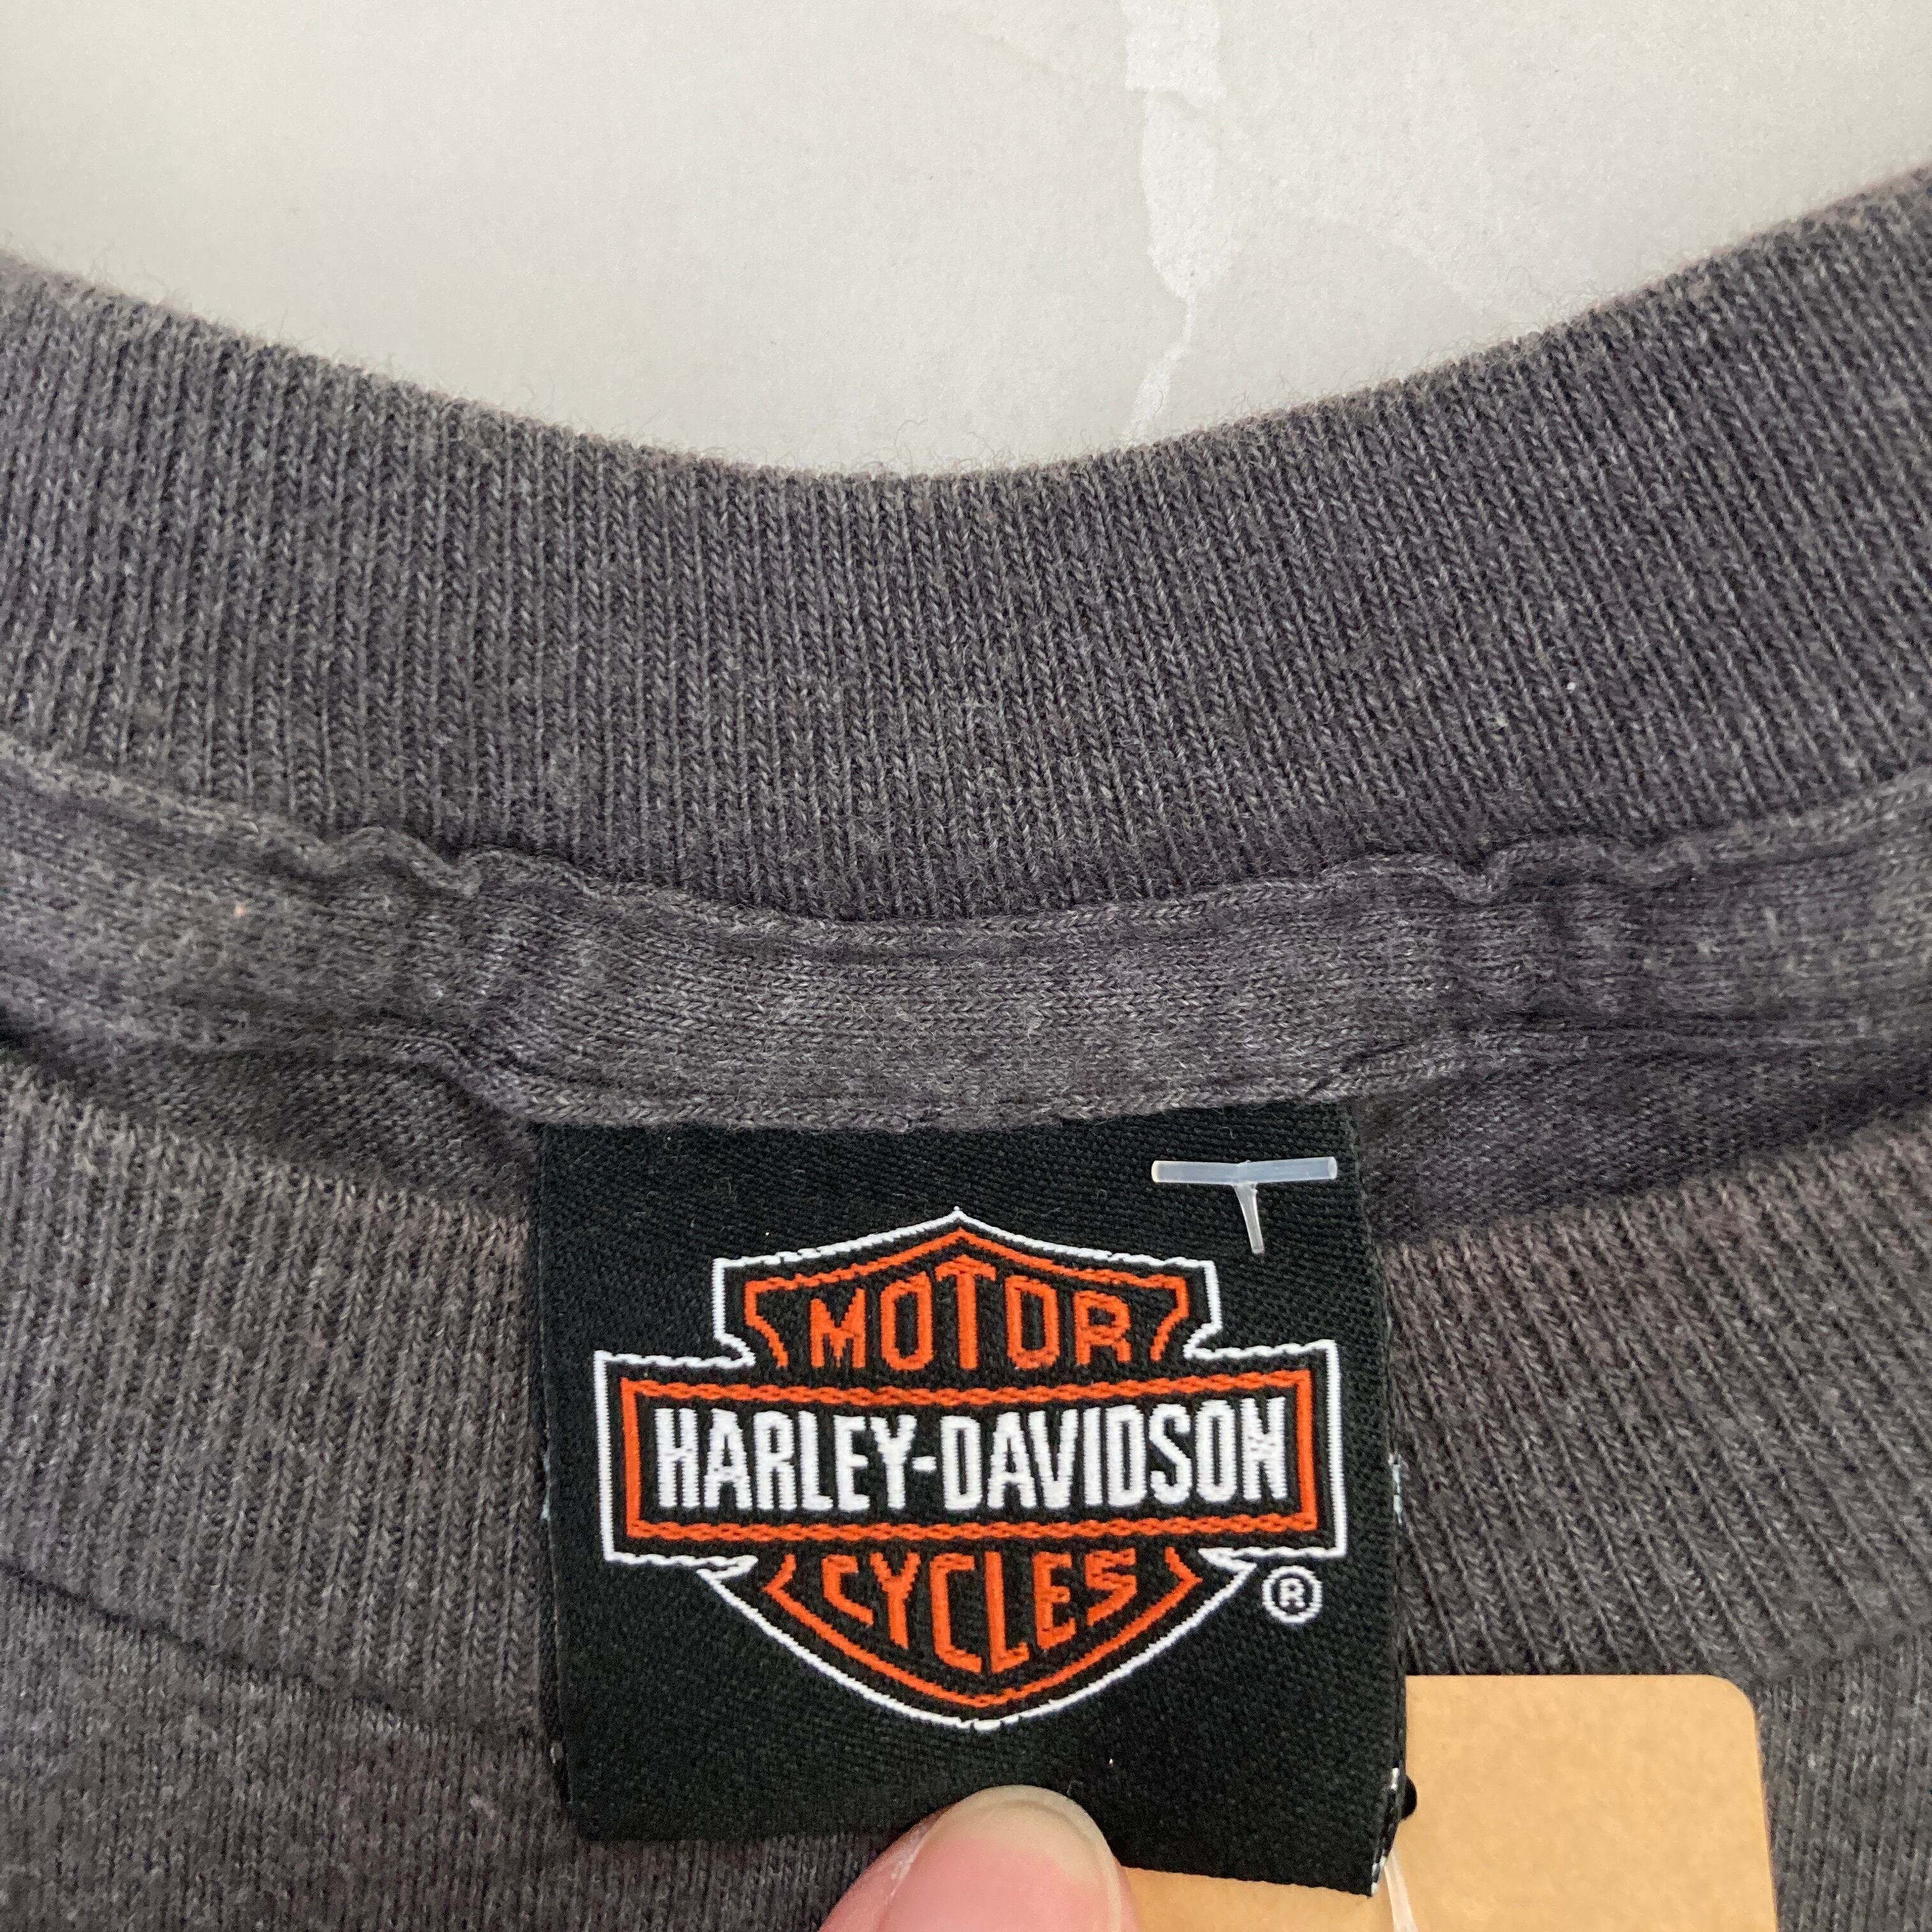 MOTOR
HARLEY-DAVIDSON
CYCLES
®